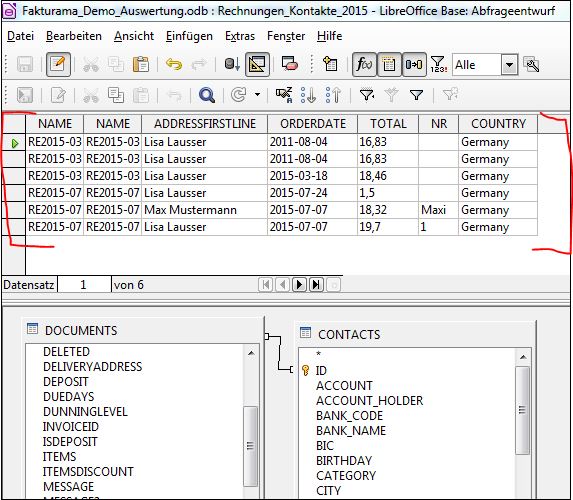 Fakturama_Demo_Auswertung.odb : Rechnungen_Kontakte_2015 - LibreOffice Base: Abfrageentwurf
Datei Bearbeiten Ansicht Einfügen Extras Fenster Hilfe
f(x) 123! Alle
NAME NAME ADDRESSFIRSTLINE ORDERDATE TOTAL NR COUNTRY
RE2015-03 RE2015-03 Lisa Lausser 2011-08-04 16,83 Germany
RE2015-03 RE2015-03 Lisa Lausser 2011-08-04 16,83 Germany
RE2015-03 RE2015-03 Lisa Lausser 2015-03-18 18,46 Germany
RE2015-07 RE2015-07 Lisa Lausser 2015-07-24 1,5 Germany
RE2015-07 RE2015-07 Max Mustermann 2015-07-07 18,32 Maxi Germany
RE2015-07 RE2015-07 Lisa Lausser 2015-07-07 19,7 1 Germany
Datensatz 1 von 6
DOCUMENTS
DELETED
DELIVERYADDRESS
DEPOSIT
DUEDAYS
DUNNINGLEVEL
INVOICEID
ISDEPOSIT
ITEMS
ITEMSDISCOUNT
MESSAGE
MESSAGE2
CONTACTS
*
ID
ACCOUNT
ACCOUNT_HOLDER
BANK_CODE
BANK_NAME
BIC
BIRTHDAY
CATEGORY
CITY